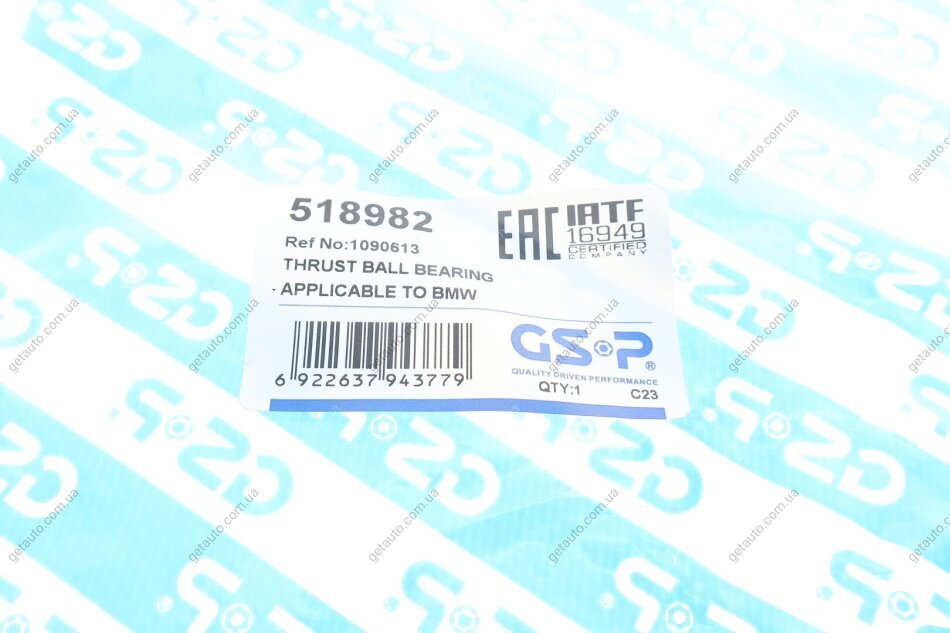 518982
Ref No:1090613
THRUST BALL BEARING
· APPLICABLE TO BMW
6 922637 943779
EAC
IATF
16949
CERTIFIED
COMPANY
GSP®
QUALITY DRIVEN PERFORMANCE
QTY:1
C23
getauto.com.ua